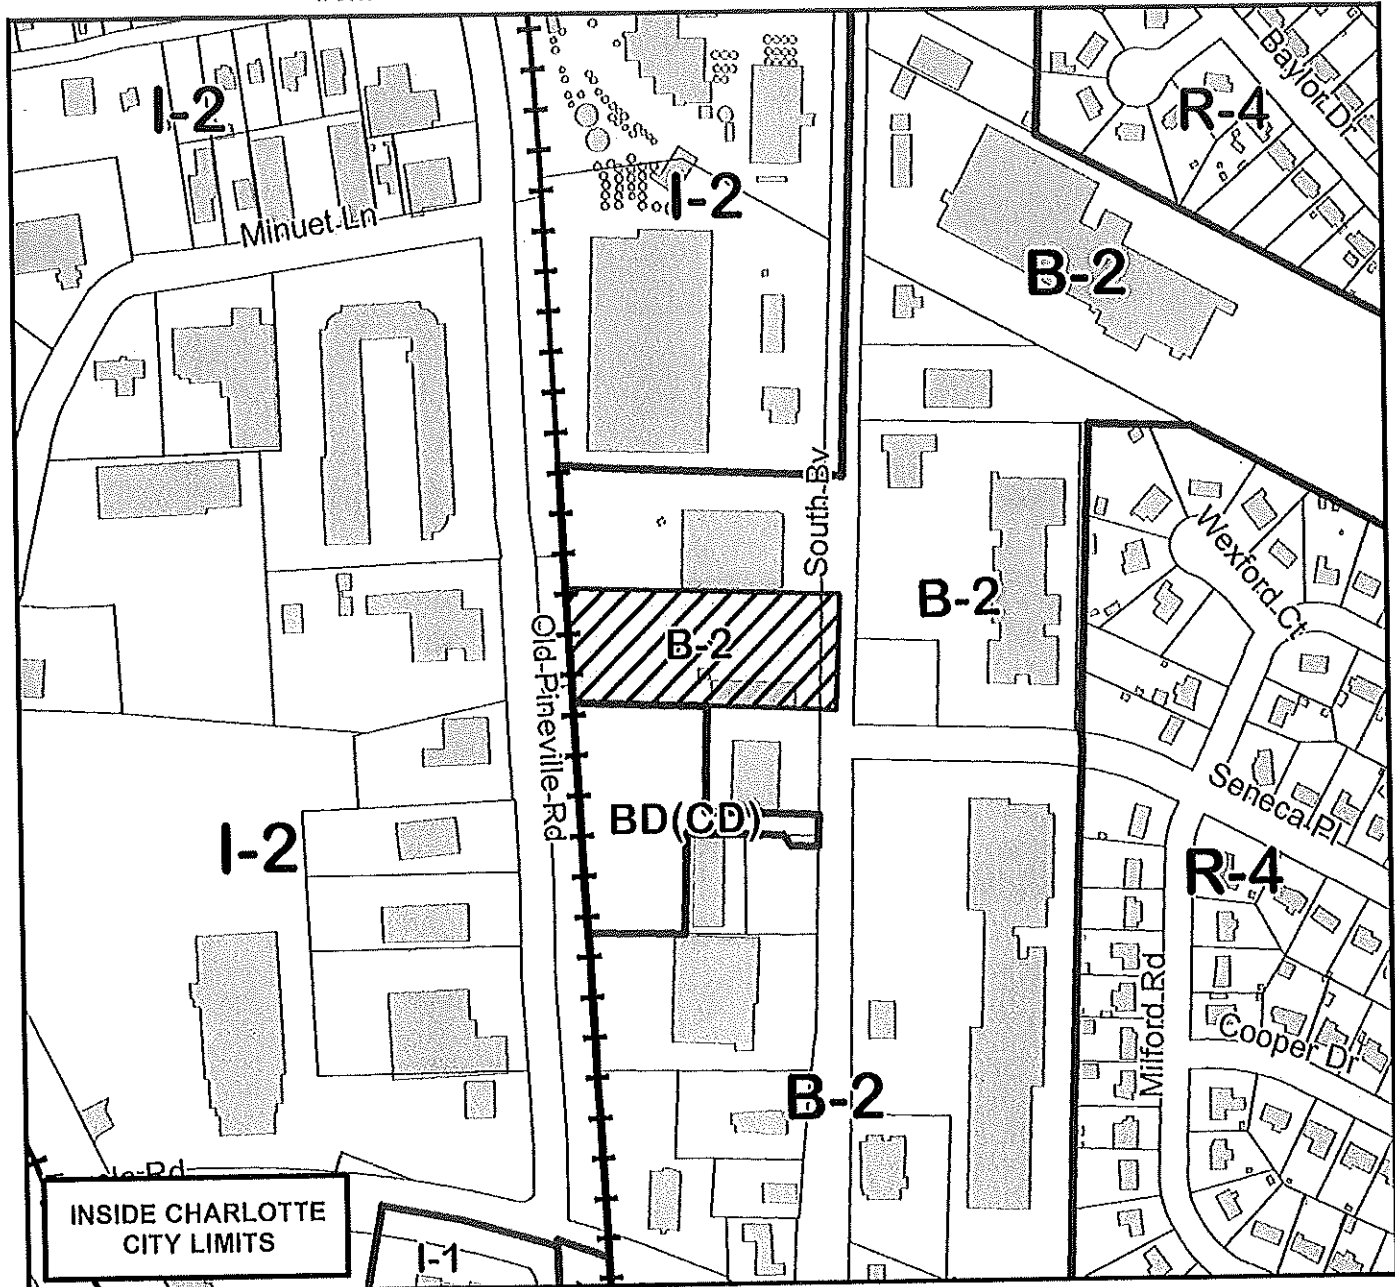 Baylor Dr
R-4
I-2
I-2
Minuet Ln
B-2
South Bv
Wexford Ct
B-2
B-2
Old Pineville Rd
Seneca Pl
BD(CD)
I-2
R-4
Milford Rd
Cooper Dr
B-2
Rd
INSIDE CHARLOTTE
CITY LIMITS
I-1